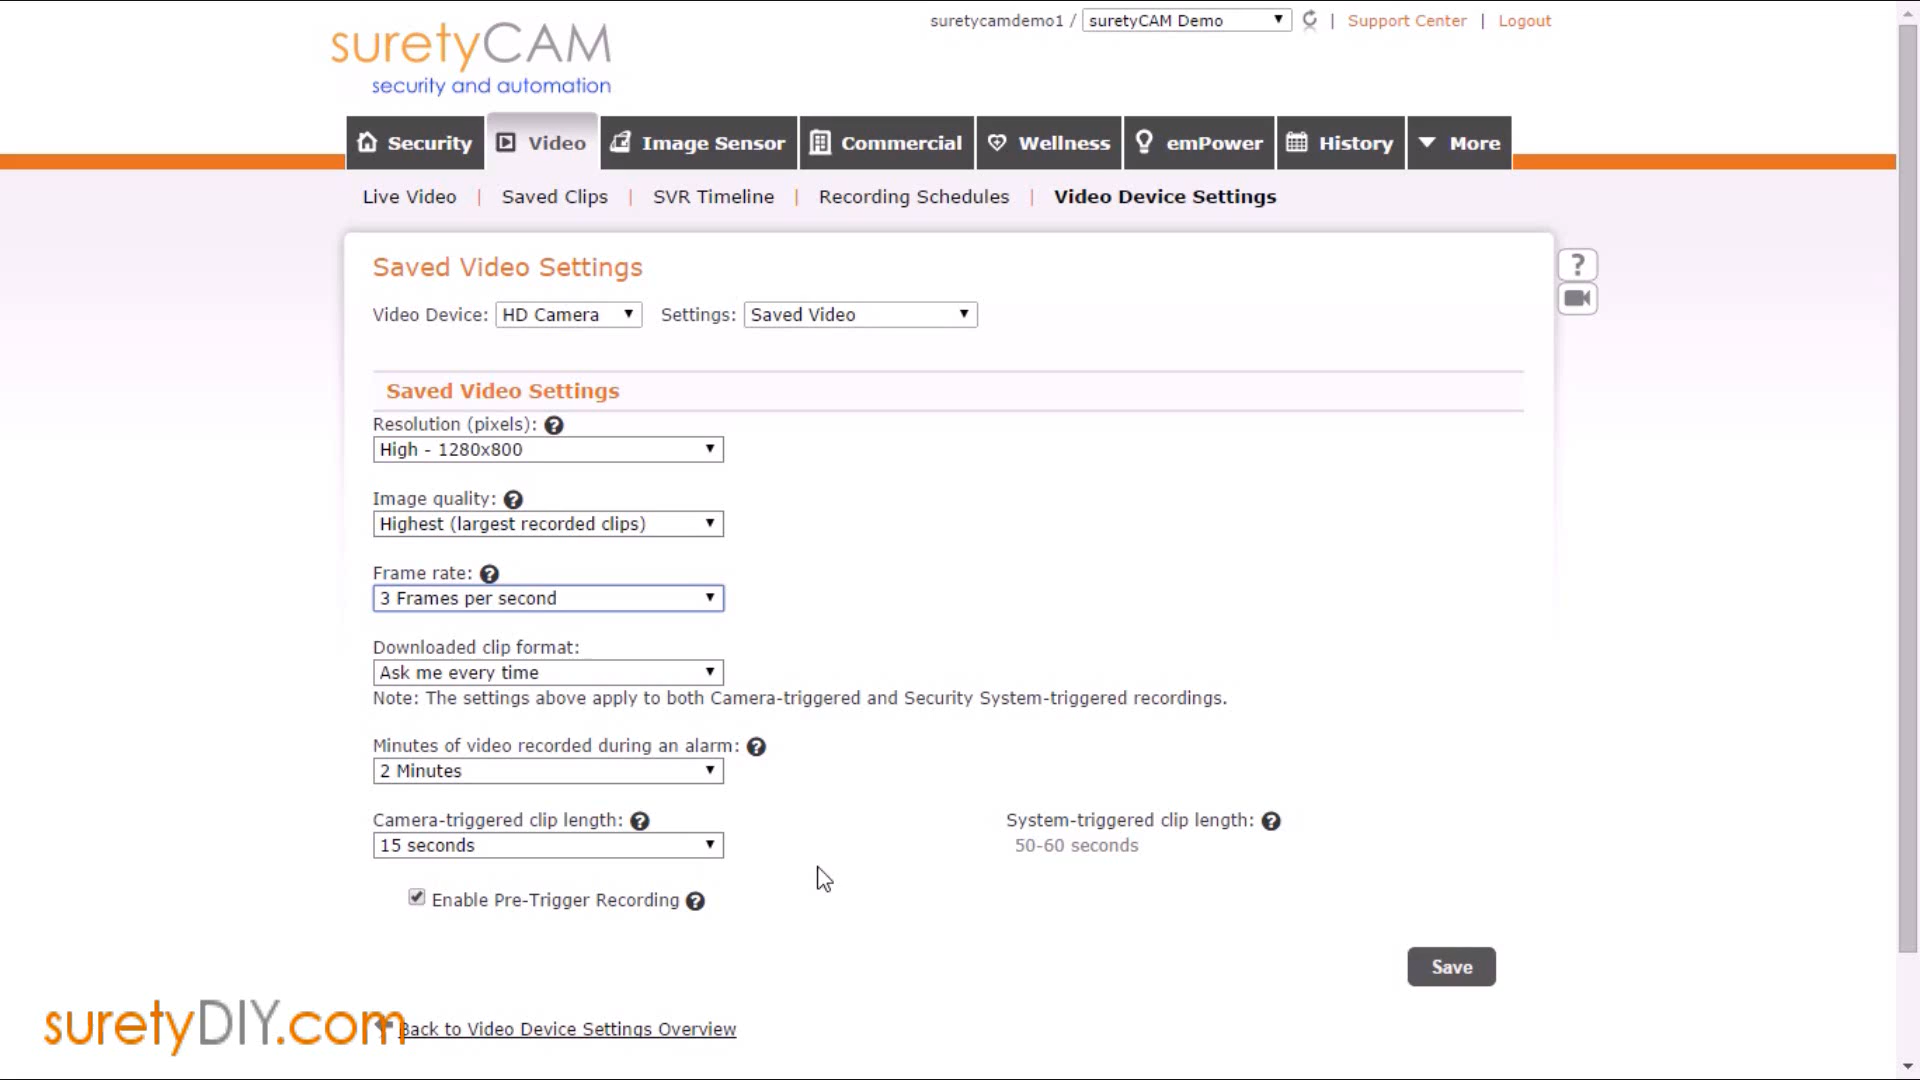 suretyCAM
security and automation
suretycamdemo1 / suretyCAM Demo | Support Center | Logout
Security Video Image Sensor Commercial Wellness emPower History More
Live Video | Saved Clips | SVR Timeline | Recording Schedules | Video Device Settings
Saved Video Settings
?
Video Device: HD Camera Settings: Saved Video
Saved Video Settings
Resolution (pixels): ?
High - 1280x800
Image quality: ?
Highest (largest recorded clips)
Frame rate: ?
3 Frames per second
Downloaded clip format:
Ask me every time
Note: The settings above apply to both Camera-triggered and Security System-triggered recordings.
Minutes of video recorded during an alarm: ?
2 Minutes
Camera-triggered clip length: ? System-triggered clip length: ?
15 seconds 50-60 seconds
Enable Pre-Trigger Recording ?
Save
suretyDIY.com
Back to Video Device Settings Overview